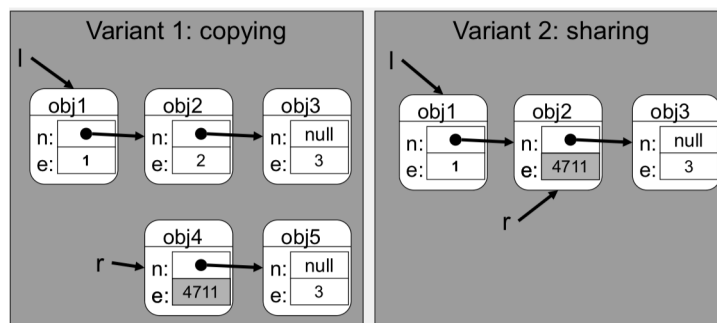 Variant 1: copying
l
obj1 obj2 obj3
n: n: n: null
e: 1 e: 2 e: 3
obj4 obj5
r n: n: null
e: 4711 e: 3
Variant 2: sharing
l
obj1 obj2 obj3
n: n: n: null
e: 1 e: 4711 e: 3
r